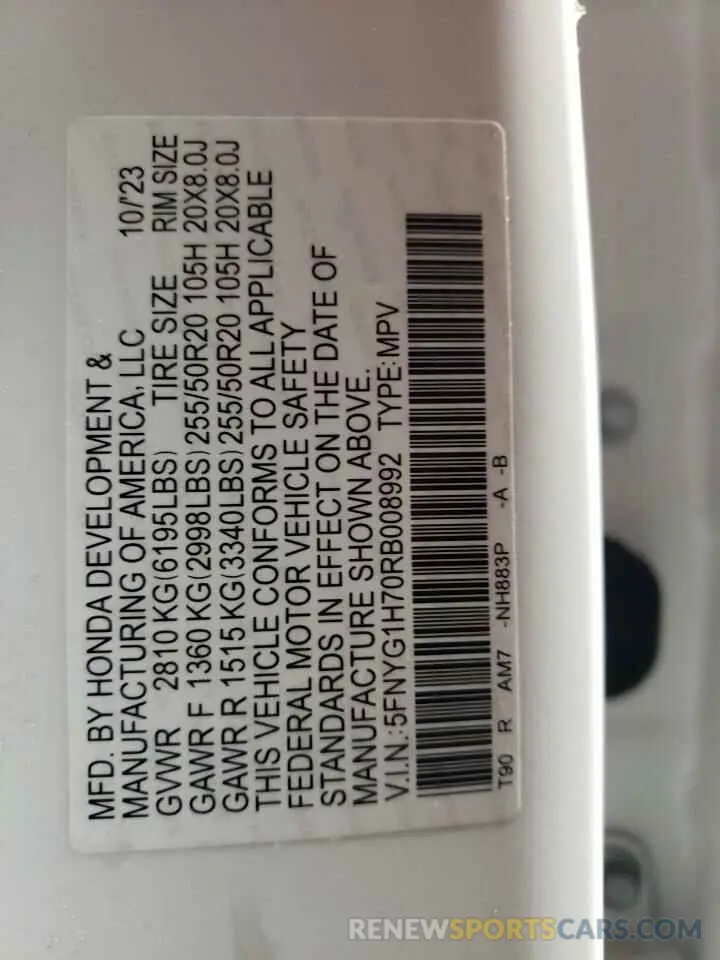 MFD. BY HONDA DEVELOPMENT &
MANUFACTURING OF AMERICA, LLC 10/'23
GVWR 2810 KG(6195LBS) TIRE SIZE RIM SIZE
GAWR F 1360 KG(2998LBS) 255/50R20 105H 20X8.0J
GAWR R 1515 KG(3340LBS) 255/50R20 105H 20X8.0J
THIS VEHICLE CONFORMS TO ALL APPLICABLE
FEDERAL MOTOR VEHICLE SAFETY
STANDARDS IN EFFECT ON THE DATE OF
MANUFACTURE SHOWN ABOVE.
V.I.N.:5FNYG1H70RB008992 TYPE:MPV
T90 R AM7 -NH883P -A -B
RENEWSPORTSCARS.COM